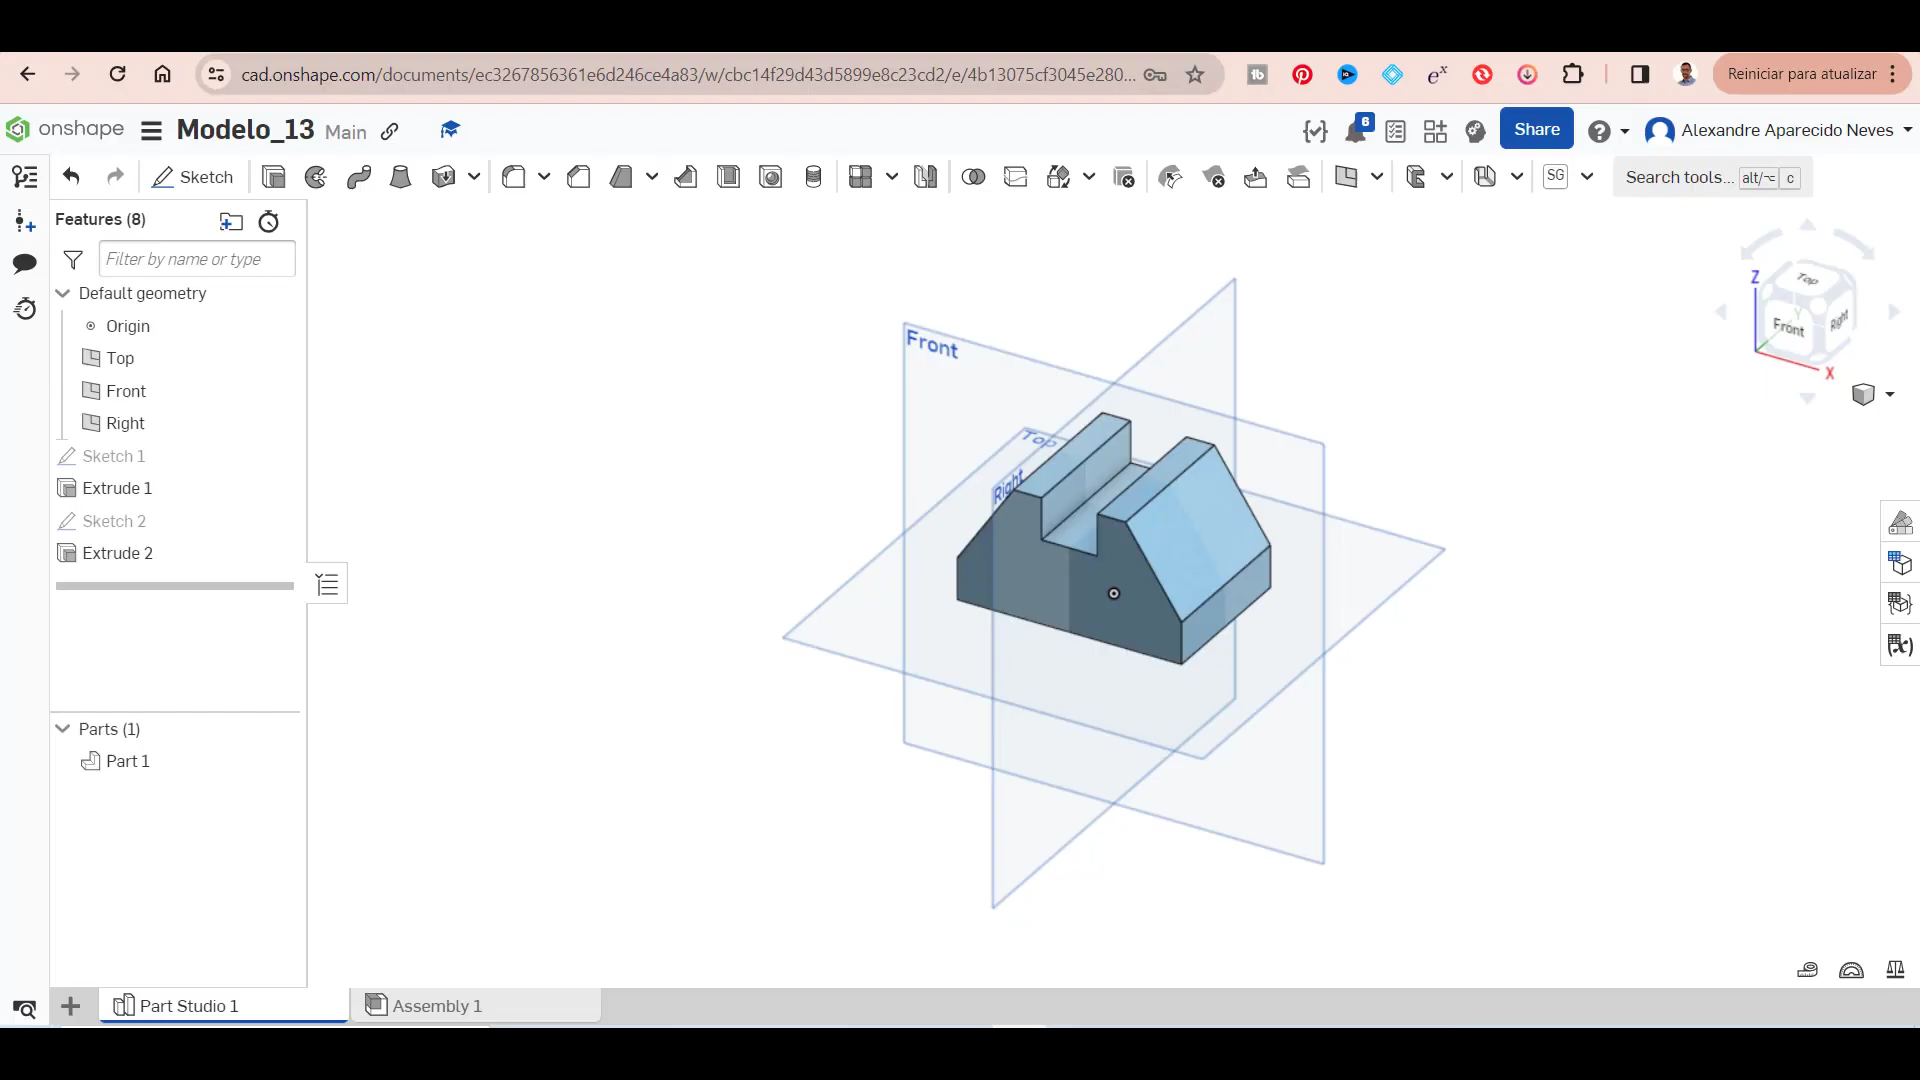 cad.onshape.com/documents/ec3267856361e6d246ce4a83/w/cbc14f29d43d5899e8c23cd2/e/4b13075cf3045e280...
Reiniciar para atualizar
onshape
Modelo_13 Main
6
Share
Alexandre Aparecido Neves
Sketch
SG
Search tools... alt/⌥ c
Features (8)
Filter by name or type
Default geometry
Origin
Top
Front
Right
Sketch 1
Extrude 1
Sketch 2
Extrude 2
Parts (1)
Part 1
Front
Top
Right
Z
Top
Front
Y
Right
X
Part Studio 1
Assembly 1